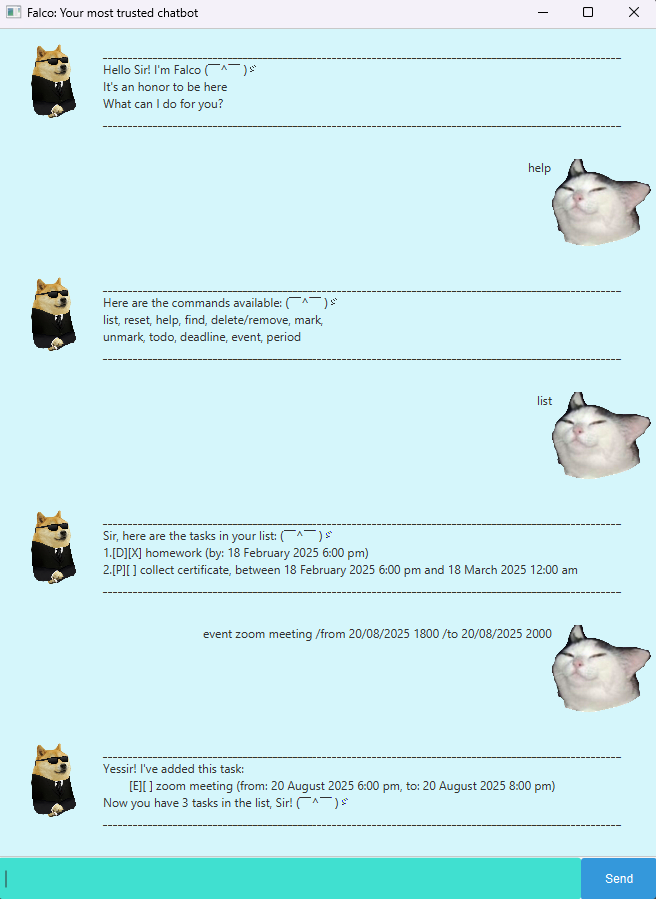 Falco: Your most trusted chatbot
Hello Sir! I'm Falco (￣^￣)ゞ
It's an honor to be here
What can I do for you?
help
Here are the commands available: (￣^￣)ゞ
list, reset, help, find, delete/remove, mark,
unmark, todo, deadline, event, period
list
Sir, here are the tasks in your list: (￣^￣)ゞ
1.[D][X] homework (by: 18 February 2025 6:00 pm)
2.[P][ ] collect certificate, between 18 February 2025 6:00 pm and 18 March 2025 12:00 am
event zoom meeting /from 20/08/2025 1800 /to 20/08/2025 2000
Yessir! I've added this task:
[E][ ] zoom meeting (from: 20 August 2025 6:00 pm, to: 20 August 2025 8:00 pm)
Now you have 3 tasks in the list, Sir! (￣^￣)ゞ
Send